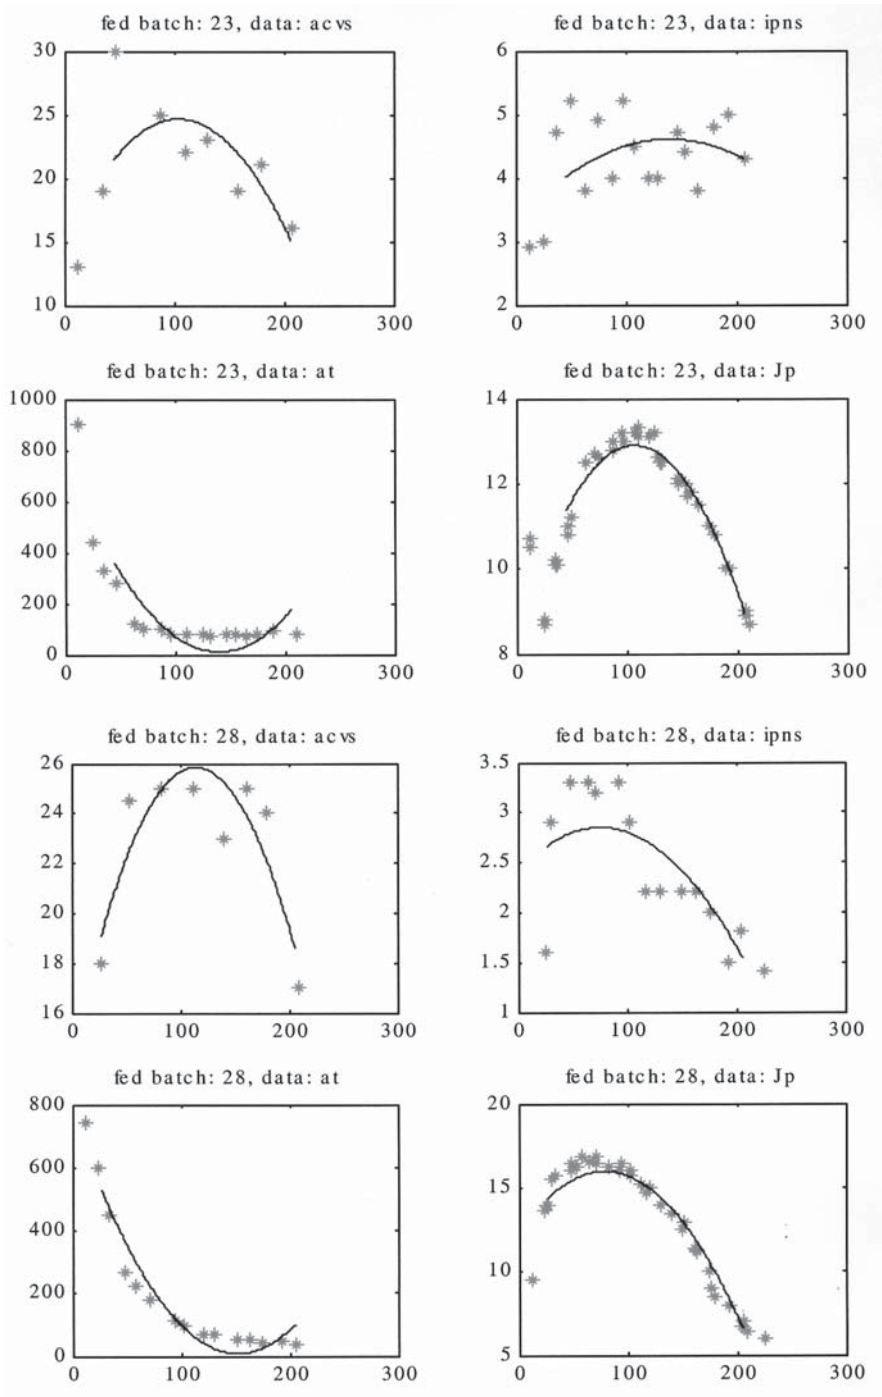 fed batch: 23, data: acvs
30
25
20
15
10
0 100 200 300
fed batch: 23, data: ipns
6
5
4
3
2
0 100 200 300
fed batch: 23, data: at
1000
800
600
400
200
0
0 100 200 300
fed batch: 23, data: Jp
14
12
10
8
0 100 200 300
fed batch: 28, data: acvs
26
24
22
20
18
16
0 100 200 300
fed batch: 28, data: ipns
3.5
3
2.5
2
1.5
1
0 100 200 300
fed batch: 28, data: at
800
600
400
200
0
0 100 200 300
fed batch: 28, data: Jp
20
15
10
5
0 100 200 300